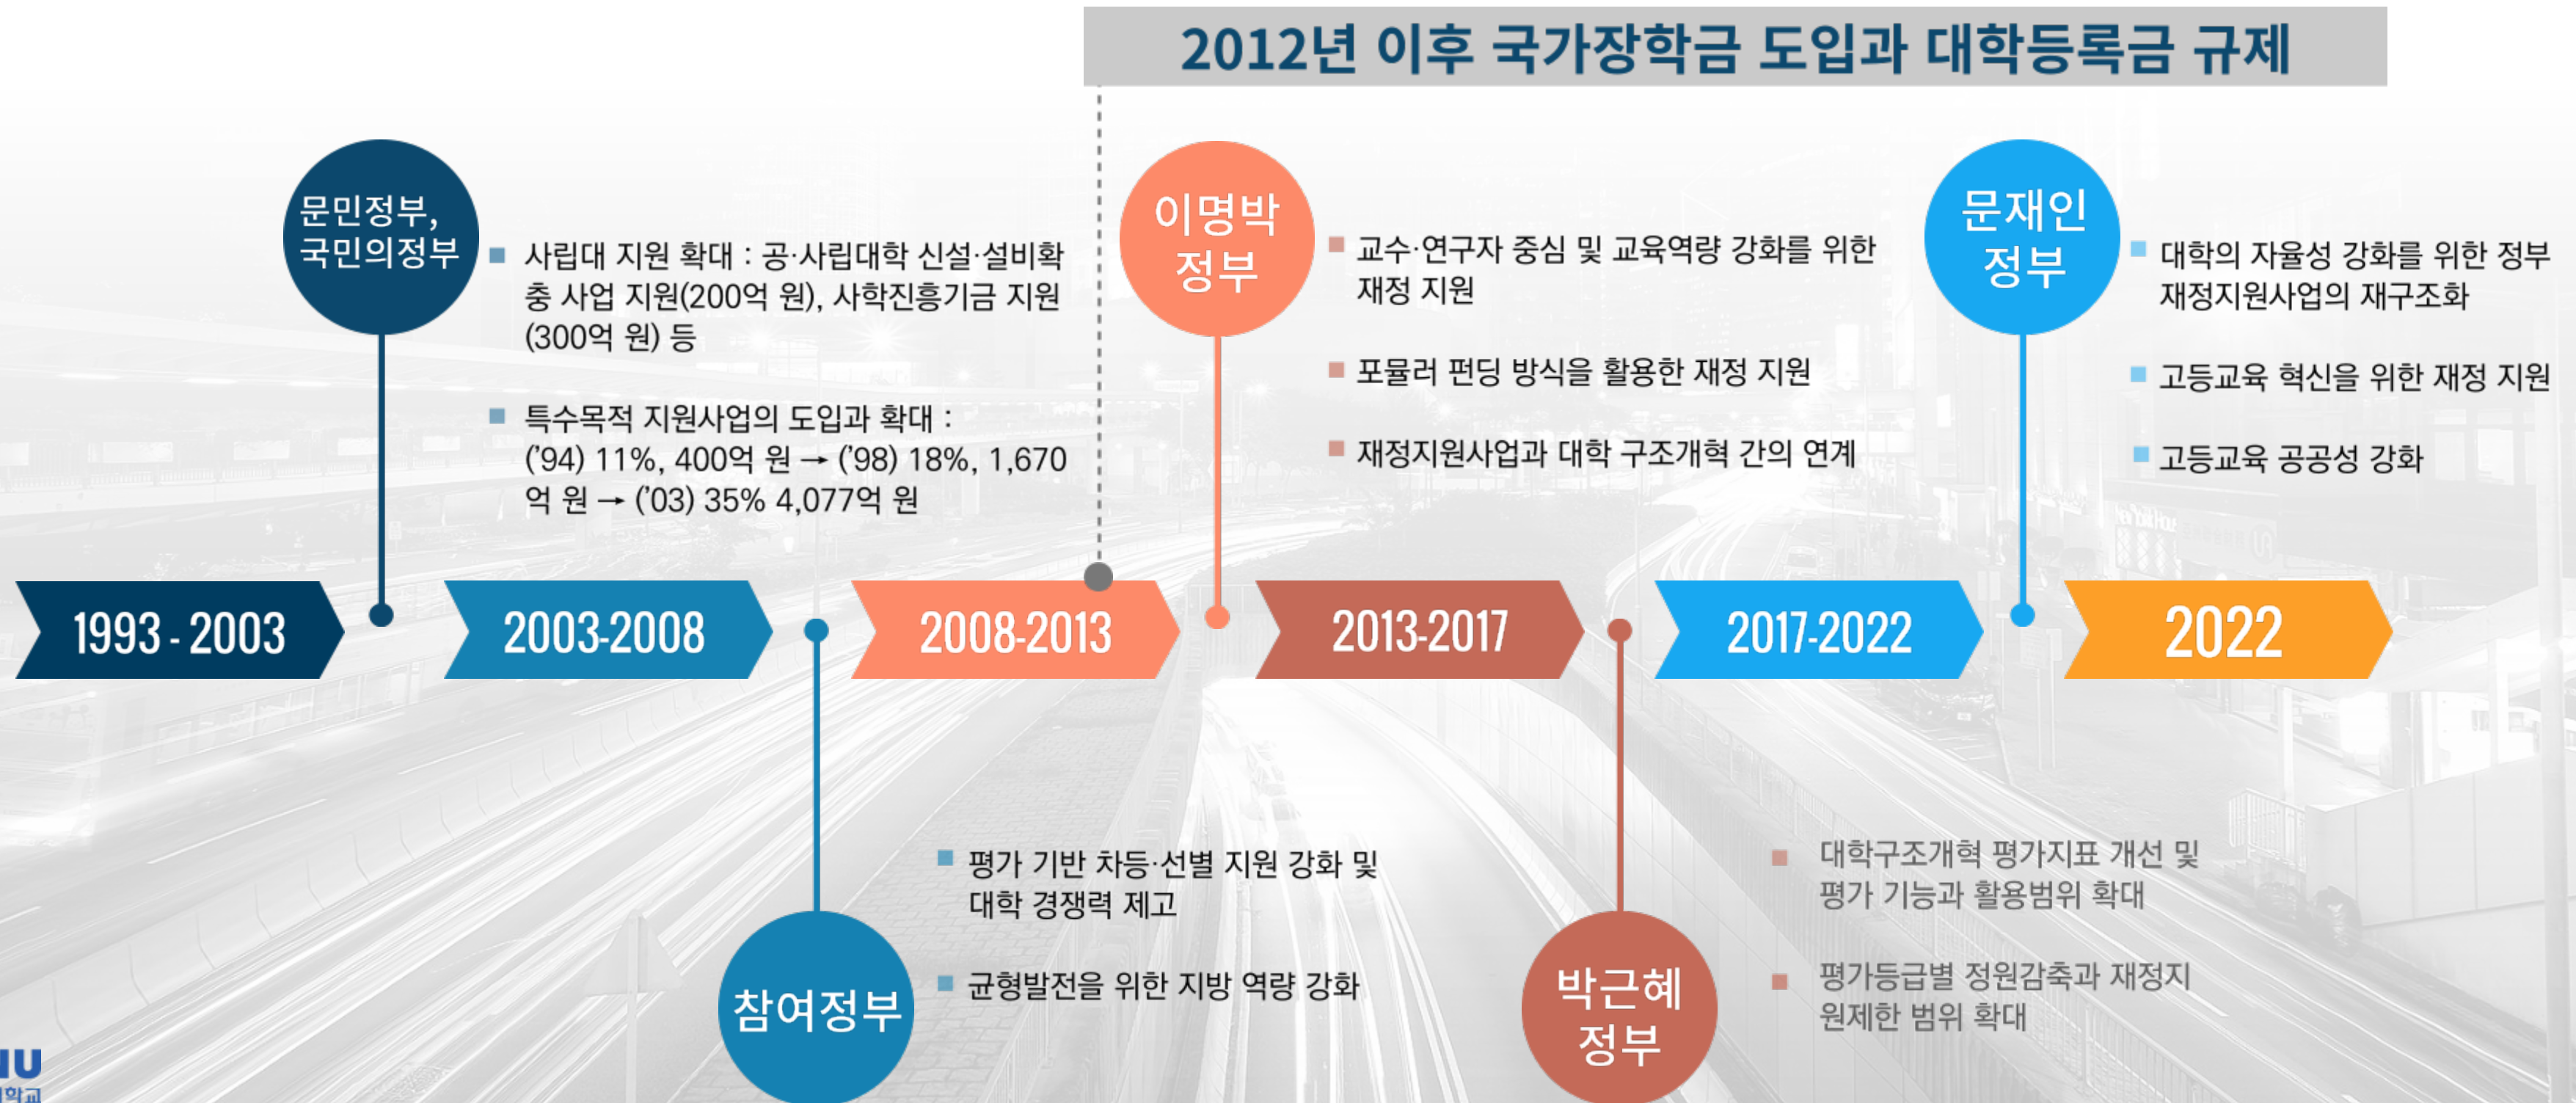 2012년 이후 국가장학금 도입과 대학등록금 규제
문민정부,
국민의정부
사립대 지원 확대 : 공·사립대학 신설·설비확
충 사업 지원(200억 원), 사학진흥기금 지원
(300억 원) 등
특수목적 지원사업의 도입과 확대 :
('94) 11%, 400억 원 → ('98) 18%, 1,670
억 원 → ('03) 35% 4,077억 원
이명박
정부
교수·연구자 중심 및 교육역량 강화를 위한
재정 지원
포뮬러 펀딩 방식을 활용한 재정 지원
재정지원사업과 대학 구조개혁 간의 연계
문재인
정부
대학의 자율성 강화를 위한 정부
재정지원사업의 재구조화
고등교육 혁신을 위한 재정 지원
고등교육 공공성 강화
1993 - 2003
2003-2008
2008-2013
2013-2017
2017-2022
2022
참여정부
평가 기반 차등·선별 지원 강화 및
대학 경쟁력 제고
균형발전을 위한 지방 역량 강화
박근혜
정부
대학구조개혁 평가지표 개선 및
평가 기능과 활용범위 확대
평가등급별 정원감축과 재정지
원제한 범위 확대